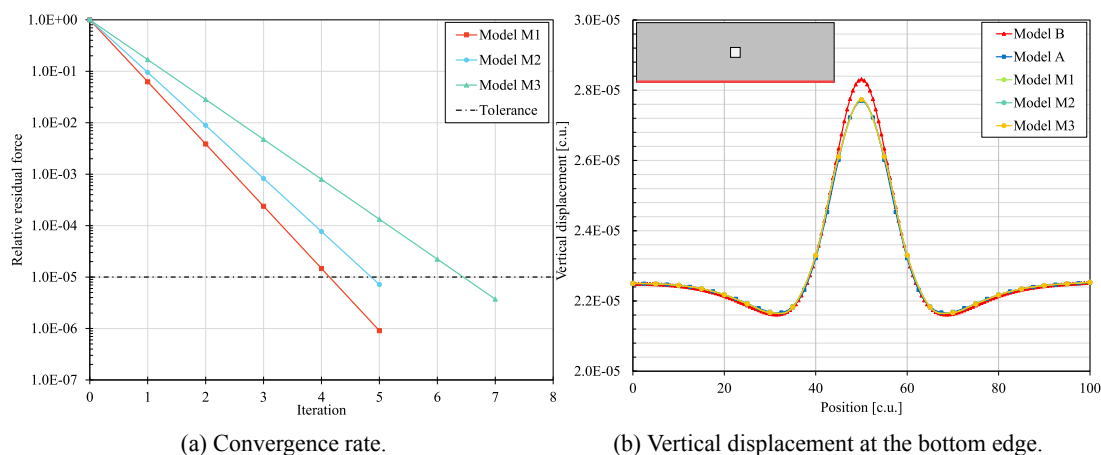 1.0E+00
1.0E-01
1.0E-02
1.0E-03
1.0E-04
1.0E-05
1.0E-06
1.0E-07
Relative residual force
0 1 2 3 4 5 6 7 8
Iteration
Model M1
Model M2
Model M3
Tolerance
(a) Convergence rate.
3.0E-05
2.8E-05
2.6E-05
2.4E-05
2.2E-05
2.0E-05
Vertical displacement [c.u.]
0 20 40 60 80 100
Position [c.u.]
Model B
Model A
Model M1
Model M2
Model M3
(b) Vertical displacement at the bottom edge.